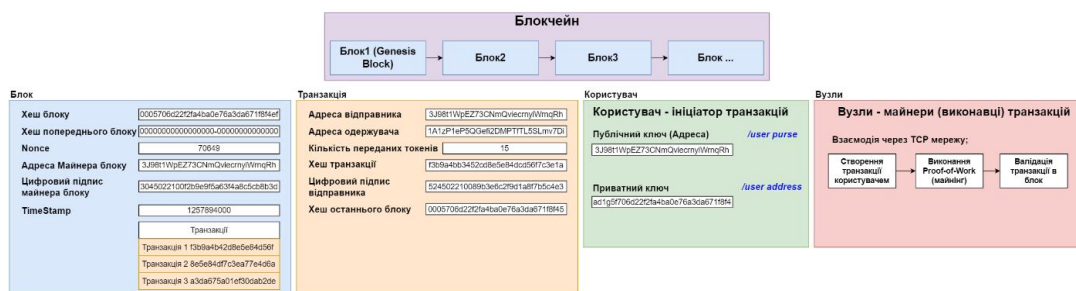 Блокчейн
Блок1 (Genesis
Block)
Блок2
Блок3
Блок ...
Блок
Хеш блоку
0005706d22f2fa4ba0e76a3da671f8f4ef
Хеш попереднього блоку
00000000000000000-00000000000000
Nonce
70649
Адреса Майнера блоку
3J98t1WpEZ73CNmQviecrnyiWrnqRh
Цифровий підпис
майнера блоку
3045022100f2b9e9f5a63f4a8c5cb8b3d
TimeStamp
1257894000
Транзакції
Транзакція 1 f3b9a4b42d8e5e84d56f
Транзакція 2 8e5e84df7c3ea77e4d6a
Транзакція 3 a3da675a01ef30dab2de
Транзакція
Адреса відправника
3J98t1WpEZ73CNmQviecrnyiWrnqRh
Адреса одержувача
1A1zP1eP5QGefi2DMPTfTL5SLmv7Di
Кількість переданих токенів
15
Хеш транзакції
f3b9a4bb3452cd8e5e84dcd56f7c3e1a
Цифровий підпис
відправника
524502210089b3e6c2f9d1a8f7b5c4e3
Хеш останнього блоку
0005706d22f2fa4ba0e76a3da671f8f45
Користувач
Користувач - ініціатор транзакцій
Публічний ключ (Адреса)
/user purse
3J98t1WpEZ73CNmQviecrnyiWrnqRh
Приватний ключ
/user address
ad1g5f706d22f2fa4ba0e76a3da671f8f4
Вузли
Вузли - майнери (виконавці) транзакцій
Взаємодія через TCP мережу;
Створення
транзакції
користувачем
Виконання
Proof-of-Work
(майнінг)
Валідація
транзакції в
блок